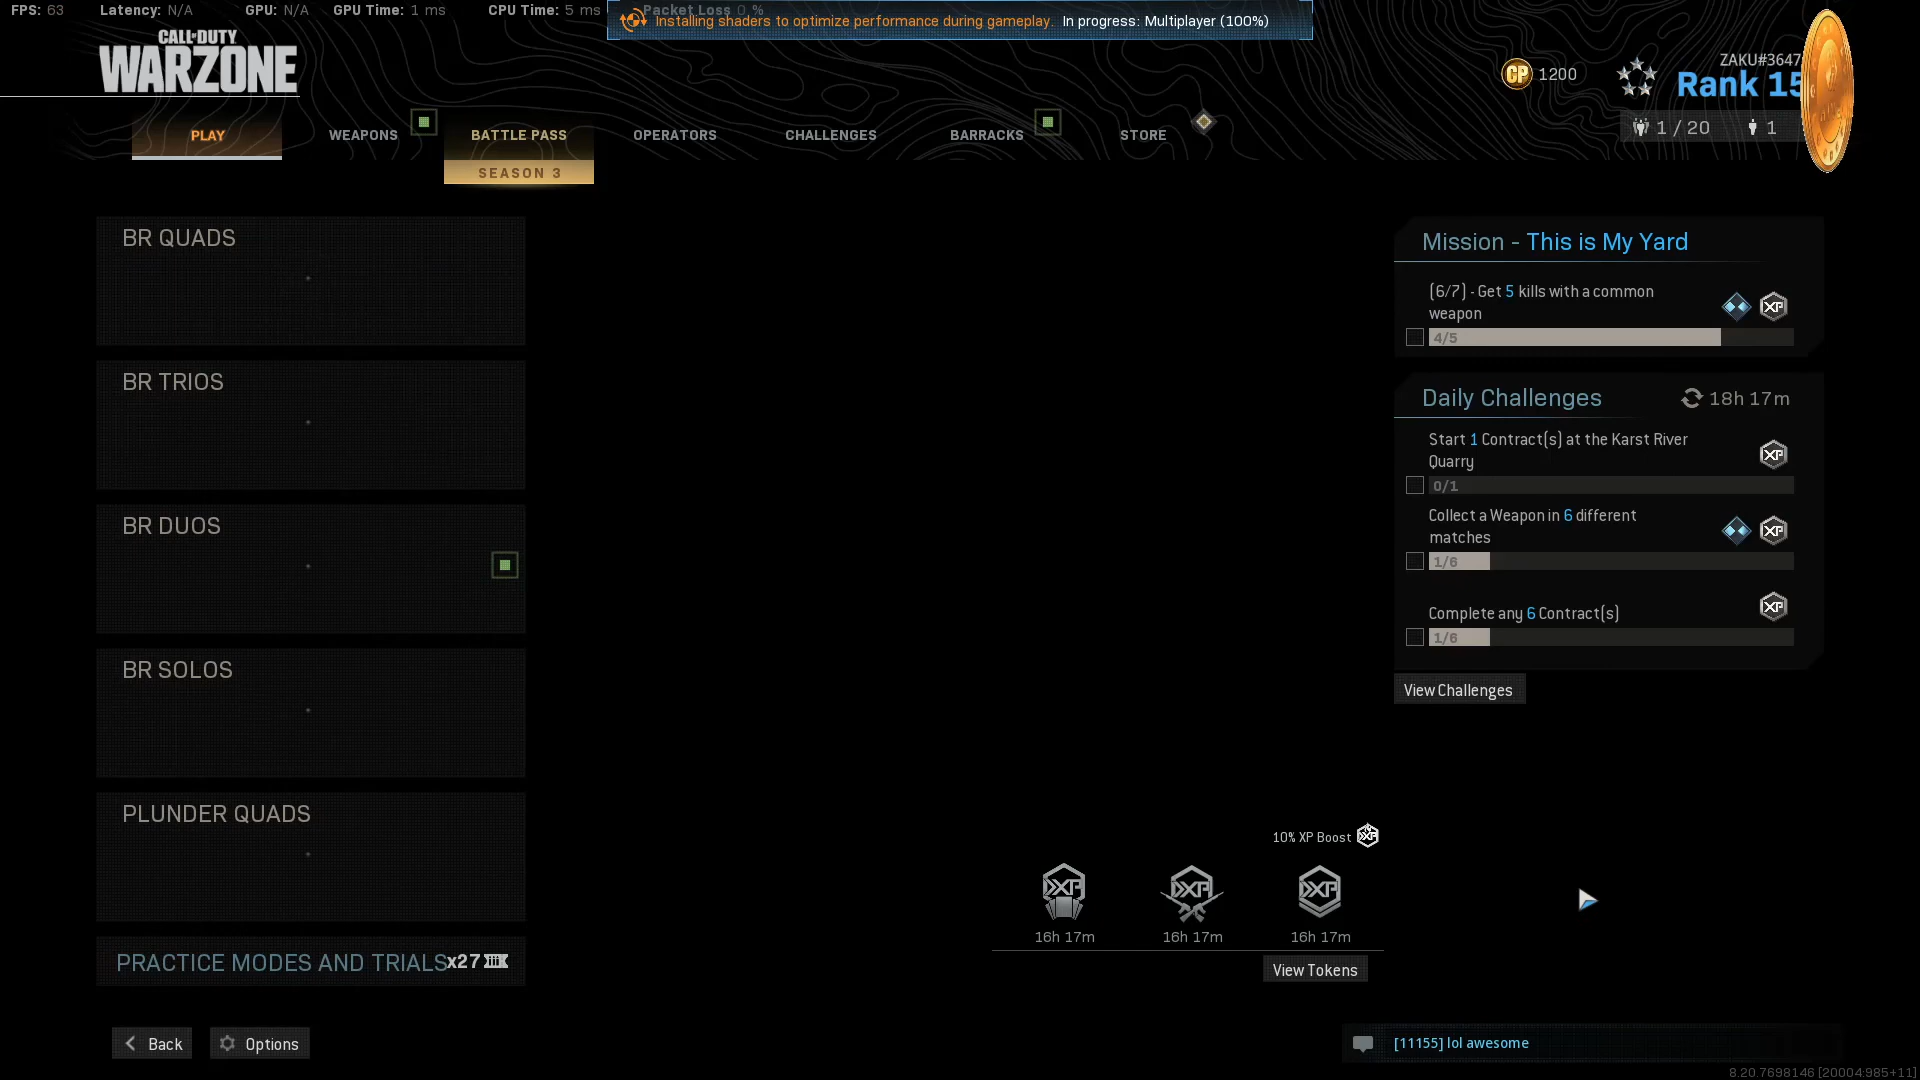 FPS: 63
Latency: N/A
GPU: N/A
GPU Time: 1 ms
CPU Time: 5 ms
Packet Loss 0 %
Installing shaders to optimize performance during gameplay. In progress: Multiplayer (100%)
CALL OF DUTY
WARZONE
CP 1200
ZAKU#3647
Rank 15
1 / 20
1
PLAY
WEAPONS
BATTLE PASS
OPERATORS
CHALLENGES
BARRACKS
STORE
SEASON 3
BR QUADS
BR TRIOS
BR DUOS
BR SOLOS
PLUNDER QUADS
PRACTICE MODES AND TRIALS x27
Mission - This is My Yard
(6/7) - Get 5 kills with a common
weapon
XP
4/5
Daily Challenges
18h 17m
Start 1 Contract(s) at the Karst River
Quarry
XP
0/1
Collect a Weapon in 6 different
matches
XP
1/6
Complete any 6 Contract(s)
XP
1/6
View Challenges
10% XP Boost
16h 17m
16h 17m
16h 17m
View Tokens
Back
Options
[11155] lol awesome
8.20.7698146 [20004:985+11]